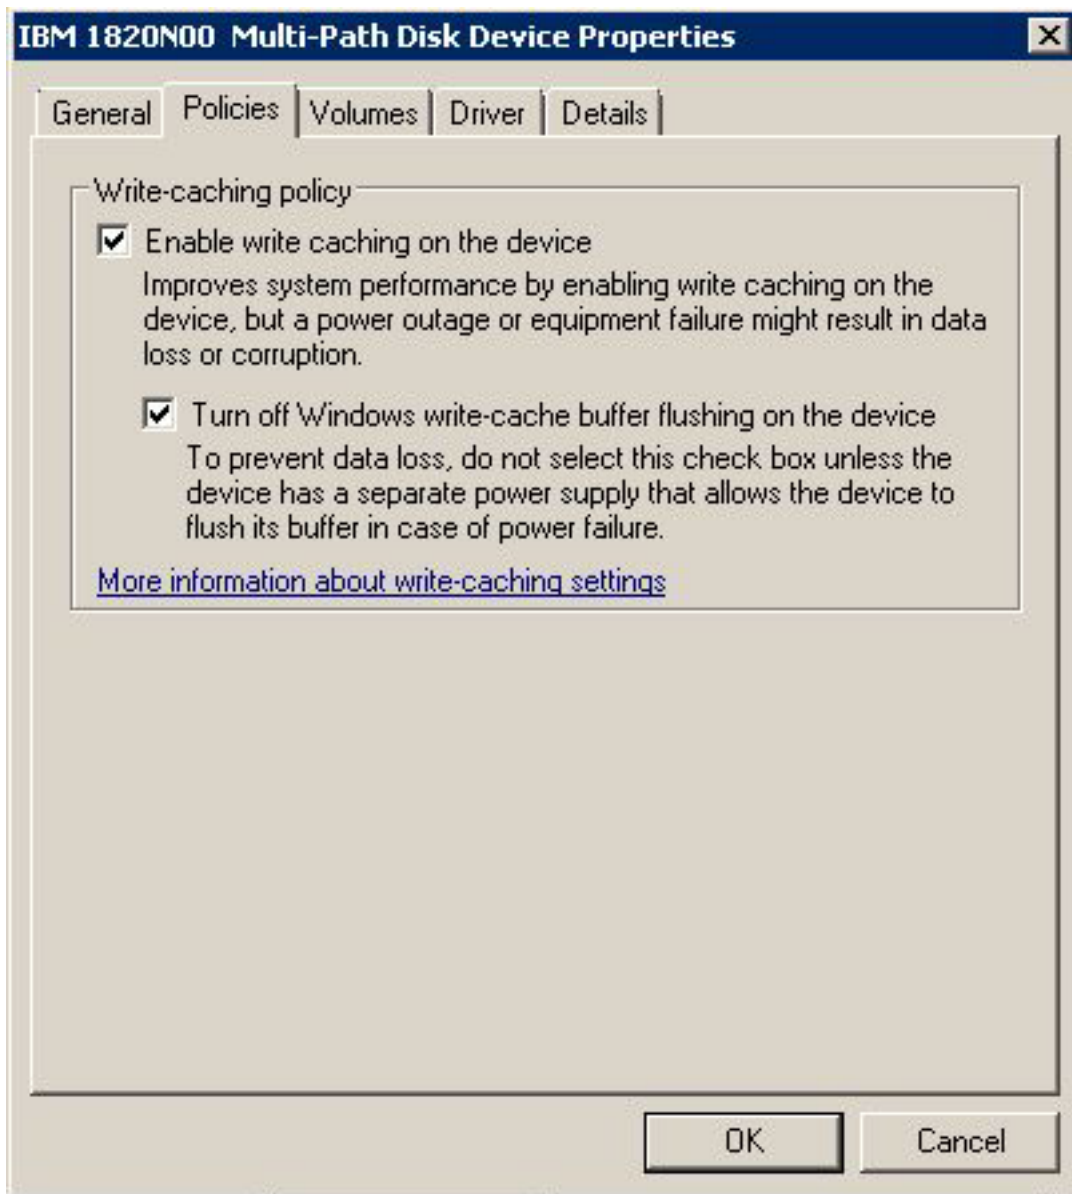 IBM 1820N00 Multi-Path Disk Device Properties
General Policies Volumes Driver Details
Write-caching policy
Enable write caching on the device
Improves system performance by enabling write caching on the
device, but a power outage or equipment failure might result in data
loss or corruption.
Turn off Windows write-cache buffer flushing on the device
To prevent data loss, do not select this check box unless the
device has a separate power supply that allows the device to
flush its buffer in case of power failure.
More information about write-caching settings
OK Cancel